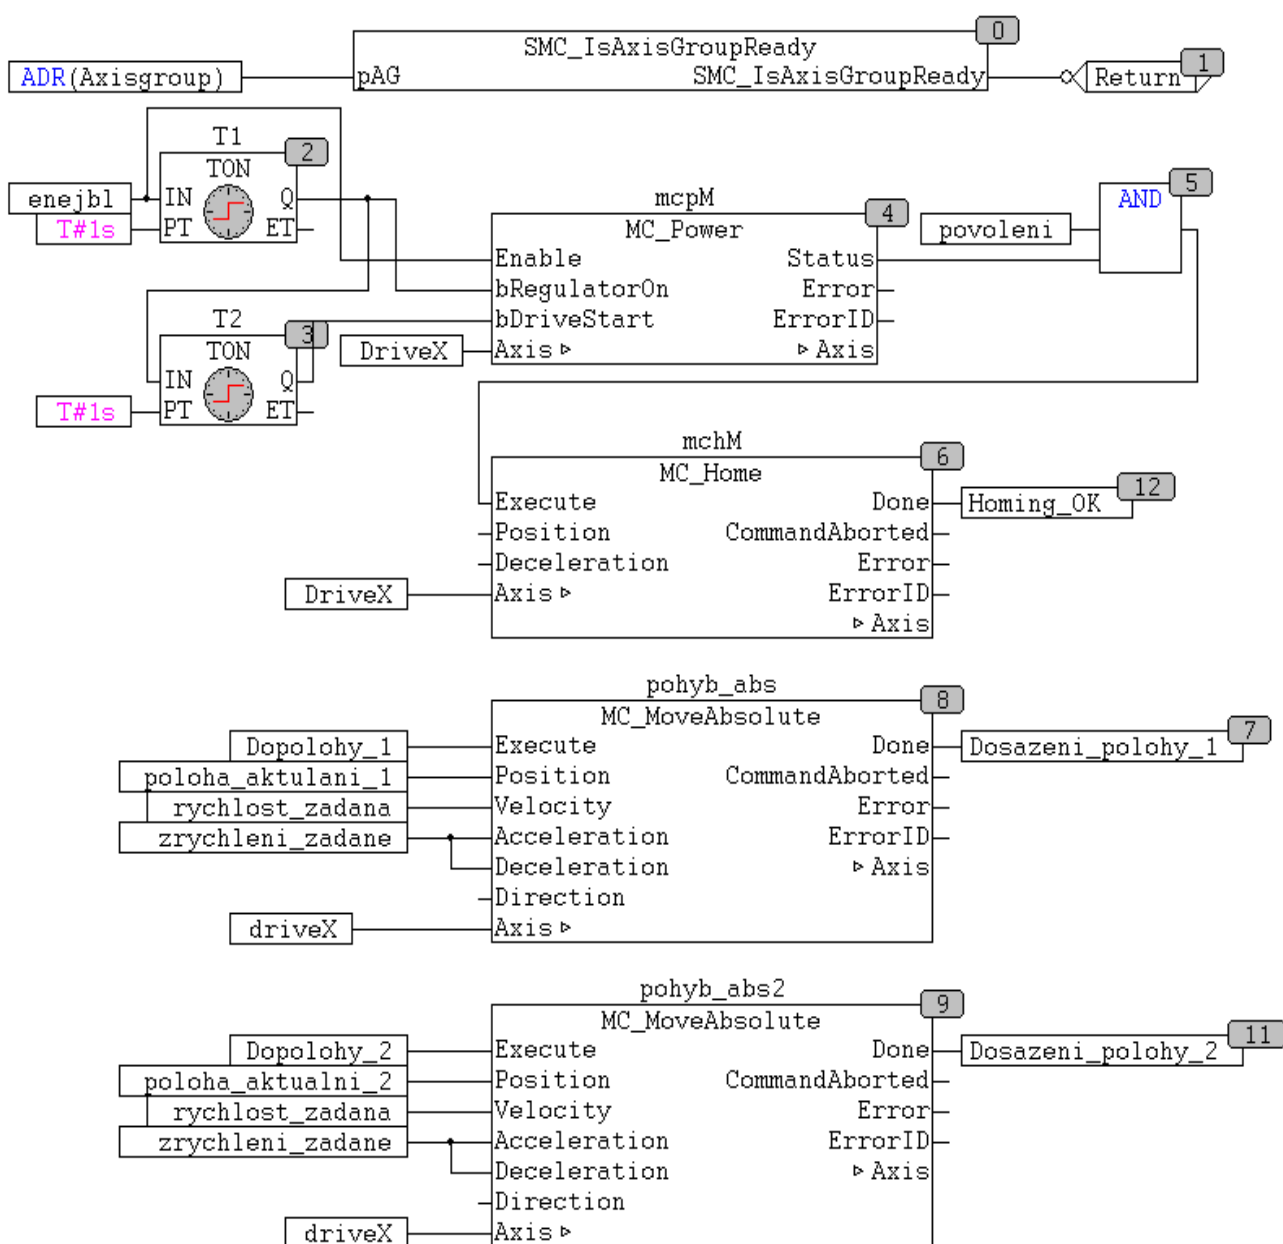 0
SMC_IsAxisGroupReady
ADR(Axisgroup) pAG SMC_IsAxisGroupReady Return 1
T1
2
TON
enejbl IN Q
T#1s PT ET
mcpM
4
MC_Power
Enable Status
bRegulatorOn Error
bDriveStart ErrorID
DriveX Axis Axis
5
AND
povoleni
T2
3
TON
IN Q
T#1s PT ET
mchM
6
MC_Home
Execute Done Homing_OK 12
Position CommandAborted
Deceleration Error
DriveX Axis ErrorID
Axis
pohyb_abs
8
MC_MoveAbsolute
Dopolohy_1 Execute Done Dosazeni_polohy_1 7
poloha_aktulani_1 Position CommandAborted
rychlost_zadana Velocity Error
zrychleni_zadane Acceleration ErrorID
Deceleration Axis
Direction
driveX Axis
pohyb_abs2
9
MC_MoveAbsolute
Dopolohy_2 Execute Done Dosazeni_polohy_2 11
poloha_aktualni_2 Position CommandAborted
rychlost_zadana Velocity Error
zrychleni_zadane Acceleration ErrorID
Deceleration Axis
Direction
driveX Axis